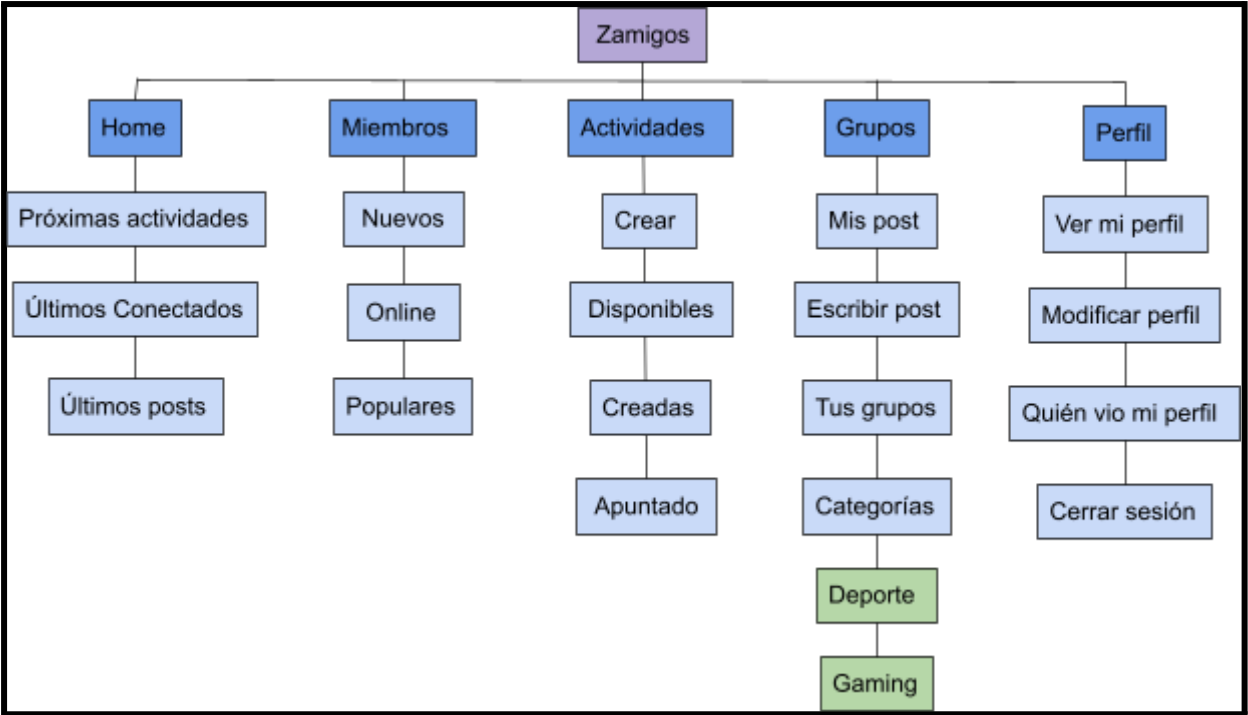 Zamigos
Home
Miembros
Actividades
Grupos
Perfil
Próximas actividades
Nuevos
Crear
Mis post
Ver mi perfil
Últimos Conectados
Online
Disponibles
Escribir post
Modificar perfil
Últimos posts
Populares
Creadas
Tus grupos
Quién vio mi perfil
Apuntado
Categorías
Cerrar sesión
Deporte
Gaming